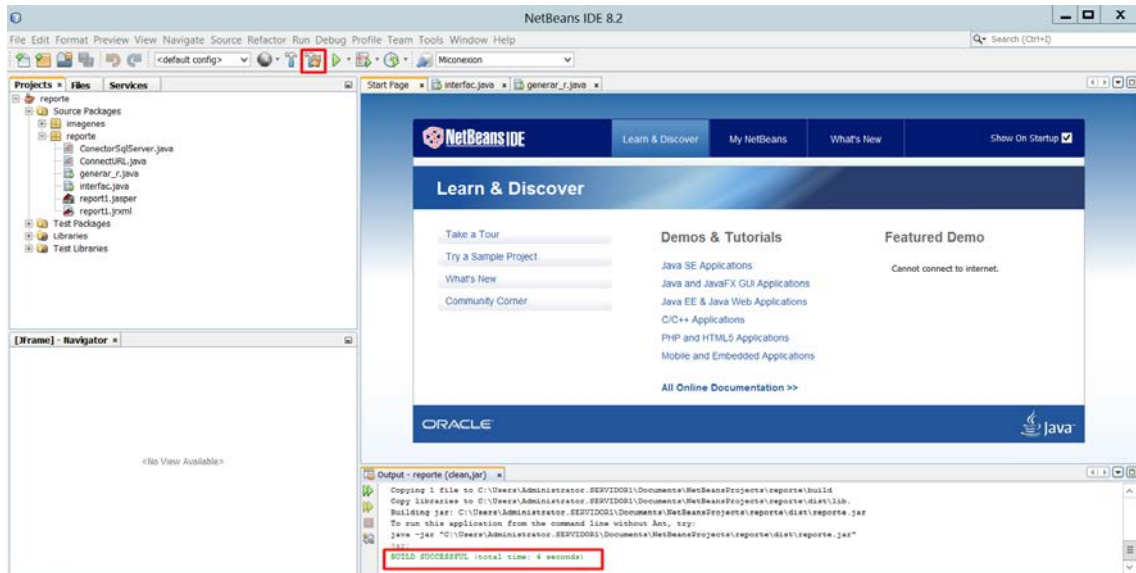 NetBeans IDE 8.2
File Edit Format Preview View Navigate Source Refactor Run Debug Profile Team Tools Window Help
Search (Ctrl+I)
<default config>
Miconexion
Projects Files Services
reporte
Source Packages
imagenes
reporte
ConectorSqlServer.java
ConnectURL.java
generar_r.java
interfac.java
report1.jasper
report1.jrxml
Test Packages
Libraries
Test Libraries
[JFrame] - Navigator
<No View Available>
Start Page interfac.java generar_r.java
NetBeans IDE
Learn & Discover My NetBeans What's New Show On Startup
Learn & Discover
Take a Tour
Try a Sample Project
What's New
Community Corner
Demos & Tutorials
Java SE Applications
Java and JavaFX GUI Applications
Java EE & Java Web Applications
C/C++ Applications
PHP and HTML5 Applications
Mobile and Embedded Applications
All Online Documentation >>
Featured Demo
Cannot connect to internet.
ORACLE
Java
Output - reporte (clean,jar)
Copying 1 file to C:\Users\Administrator.SERVIDOR1\Documents\NetBeansProjects\reporte\build
Copy libraries to C:\Users\Administrator.SERVIDOR1\Documents\NetBeansProjects\reporte\dist\lib.
Building jar: C:\Users\Administrator.SERVIDOR1\Documents\NetBeansProjects\reporte\dist\reporte.jar
To run this application from the command line without Ant, try:
java -jar "C:\Users\Administrator.SERVIDOR1\Documents\NetBeansProjects\reporte\dist\reporte.jar"
jar:
BUILD SUCCESSFUL (total time: 4 seconds)